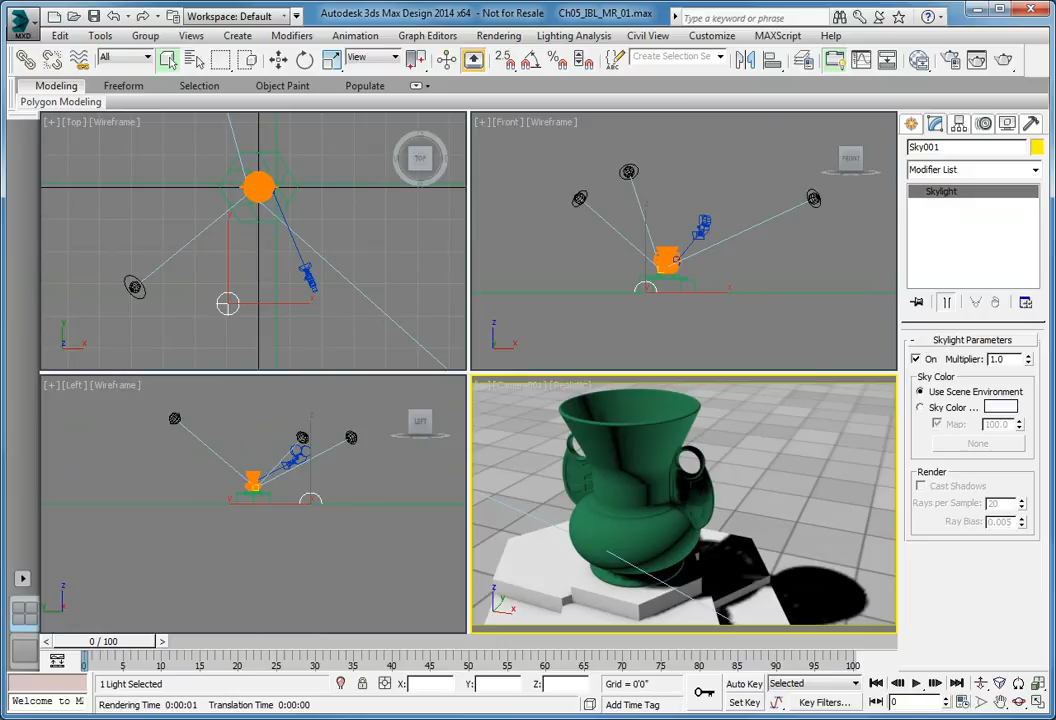 Workspace: Default
Autodesk 3ds Max Design 2014 x64 - Not for Resale Ch05_IBL_MR_01.max
Type a keyword or phrase
MXD
Edit Tools Group Views Create Modifiers Animation Graph Editors Rendering Lighting Analysis Civil View Customize MAXScript Help
All View 2.5 Create Selection Se
Modeling Freeform Selection Object Paint Populate
Polygon Modeling
[+] [Top] [Wireframe]
TOP
[+] [Front] [Wireframe]
FRONT
[+] [Left] [Wireframe]
LEFT
[Realistic]
Sky001
Modifier List
Skylight
- Skylight Parameters
On Multiplier: 1.0
Sky Color
Use Scene Environment
Sky Color ...
Map: 100.0
None
Render
Cast Shadows
Rays per Sample: 20
Ray Bias: 0.005
< 0 / 100 >
0 5 10 15 20 25 30 35 40 45 50 55 60 65 70 75 80 85 90 95 100
1 Light Selected X: Y: Z: Grid = 0'0" Auto Key Selected
Welcome to M Rendering Time 0:00:01 Translation Time 0:00:00 Add Time Tag Set Key Key Filters... 0